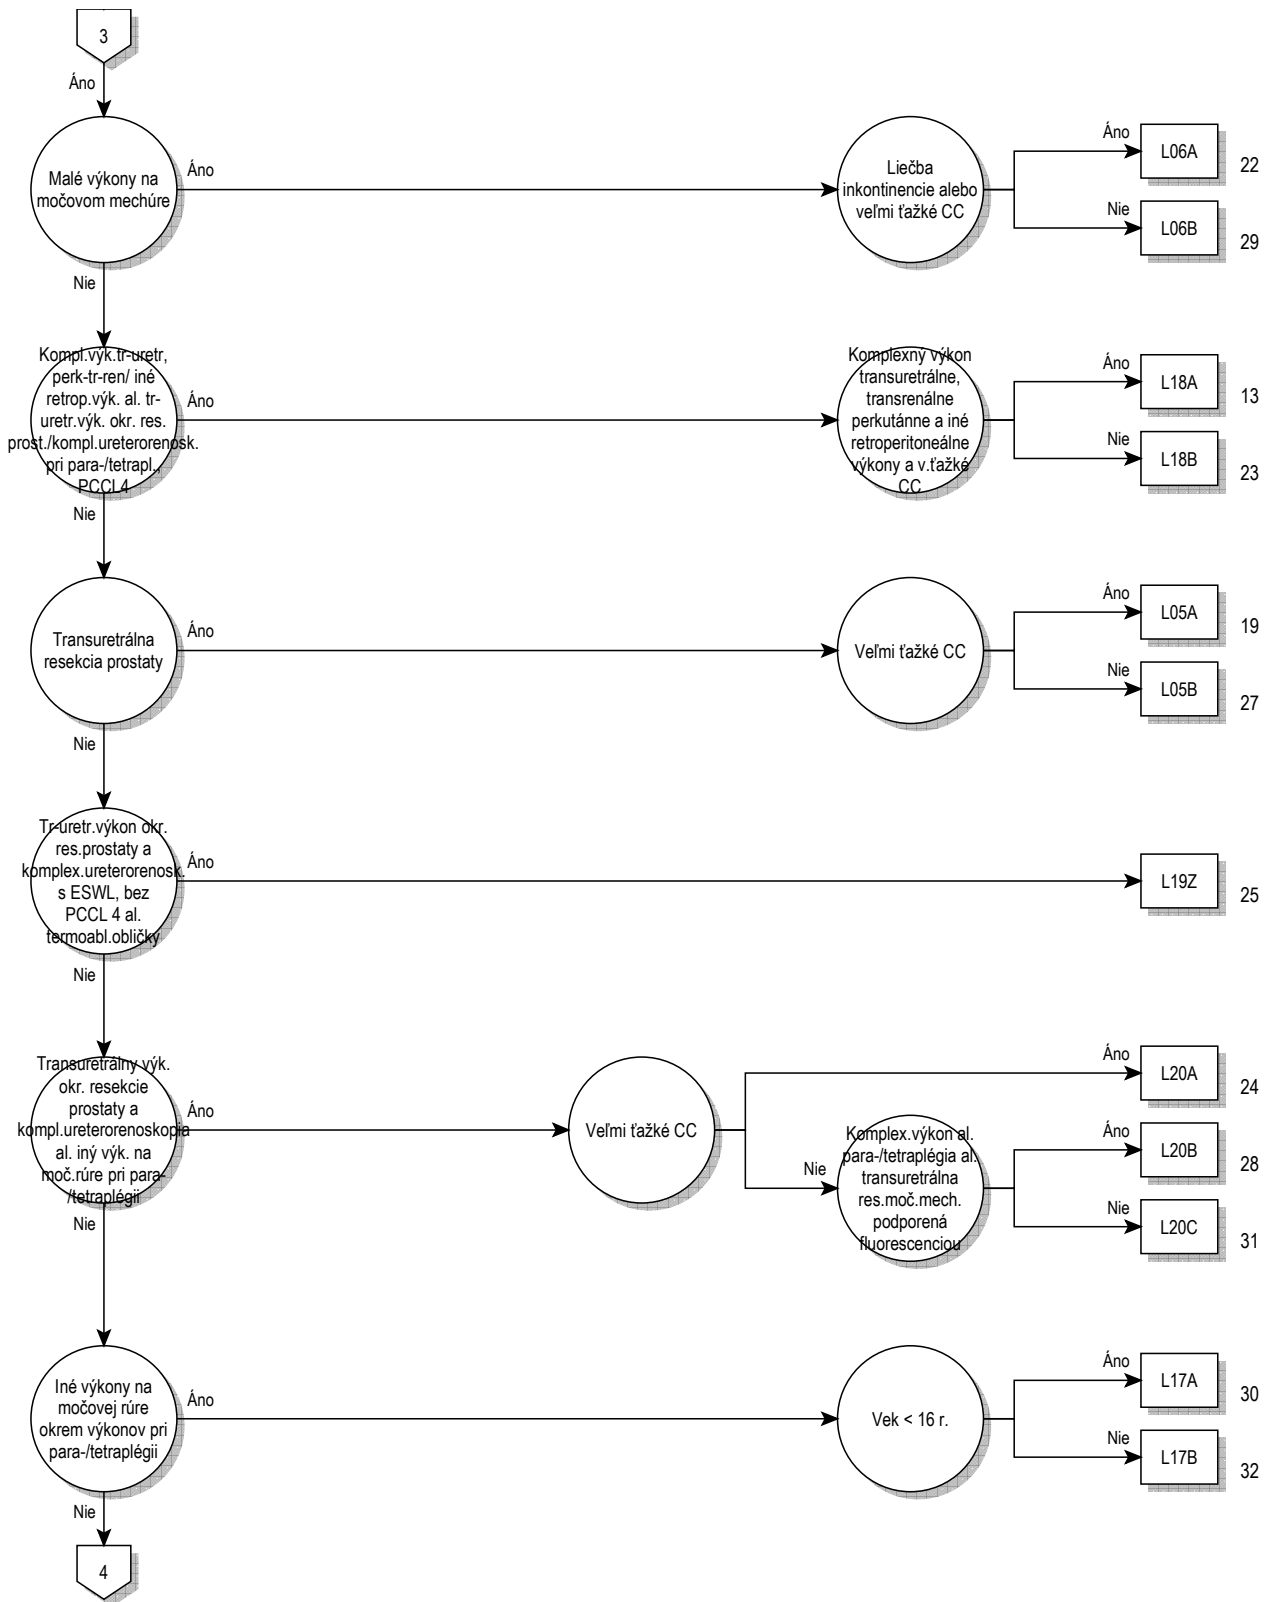 3
Áno
Malé výkony na
močovom mechúre
Áno
Liečba
inkontinencie alebo
veľmi ťažké CC
Áno
L06A
22
Nie
L06B
29
Nie
Kompl.výk.tr-uretr,
perk-tr-ren/ iné
retrop.výk. al. tr-
uretr.výk. okr. res.
prost./kompl.ureterorenosk.
pri para-/tetrapl.,
PCCL4
Áno
Komplexný výkon
transuretrálne,
transrenálne
perkutánne a iné
retroperitoneálne
výkony a v.ťažké
CC
Áno
L18A
13
Nie
L18B
23
Nie
Transuretrálna
resekcia prostaty
Áno
Veľmi ťažké CC
Áno
L05A
19
Nie
L05B
27
Nie
Tr-uretr.výkon okr.
res.prostaty a
komplex.ureterorenosk.
s ESWL, bez
PCCL 4 al.
termoabl.obličky
Áno
L19Z
25
Nie
Transuretrálny výk.
okr. resekcie
prostaty a
kompl.ureterorenoskopia
al. iný výk. na
moč.rúre pri para-
/tetraplégii
Áno
Veľmi ťažké CC
Áno
L20A
24
Nie
Komplex.výkon al.
para-/tetraplégia al.
transuretrálna
res.moč.mech.
podporená
fluorescenciou
Áno
L20B
28
Nie
L20C
31
Nie
Iné výkony na
močovej rúre
okrem výkonov pri
para-/tetraplégii
Áno
Vek < 16 r.
Áno
L17A
30
Nie
L17B
32
Nie
4